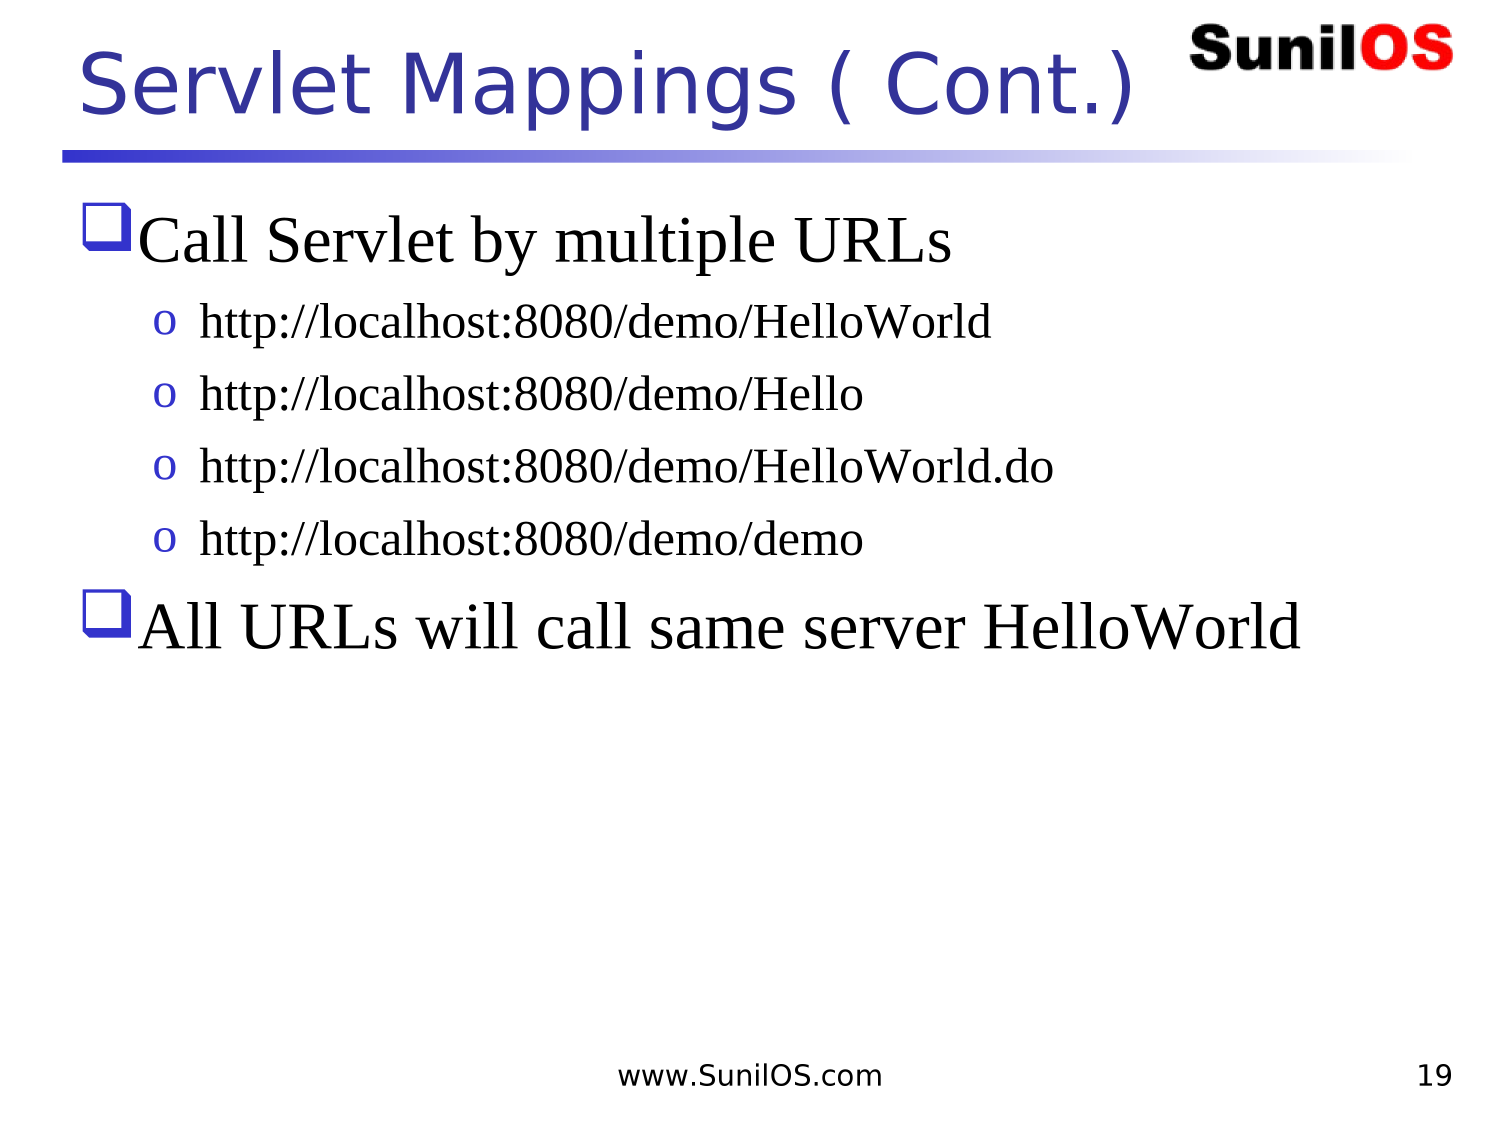 SunilOS
Servlet Mappings ( Cont.)
Call Servlet by multiple URLs
o http://localhost:8080/demo/HelloWorld
o http://localhost:8080/demo/Hello
o http://localhost:8080/demo/HelloWorld.do
o http://localhost:8080/demo/demo
All URLs will call same server HelloWorld
www.SunilOS.com
19